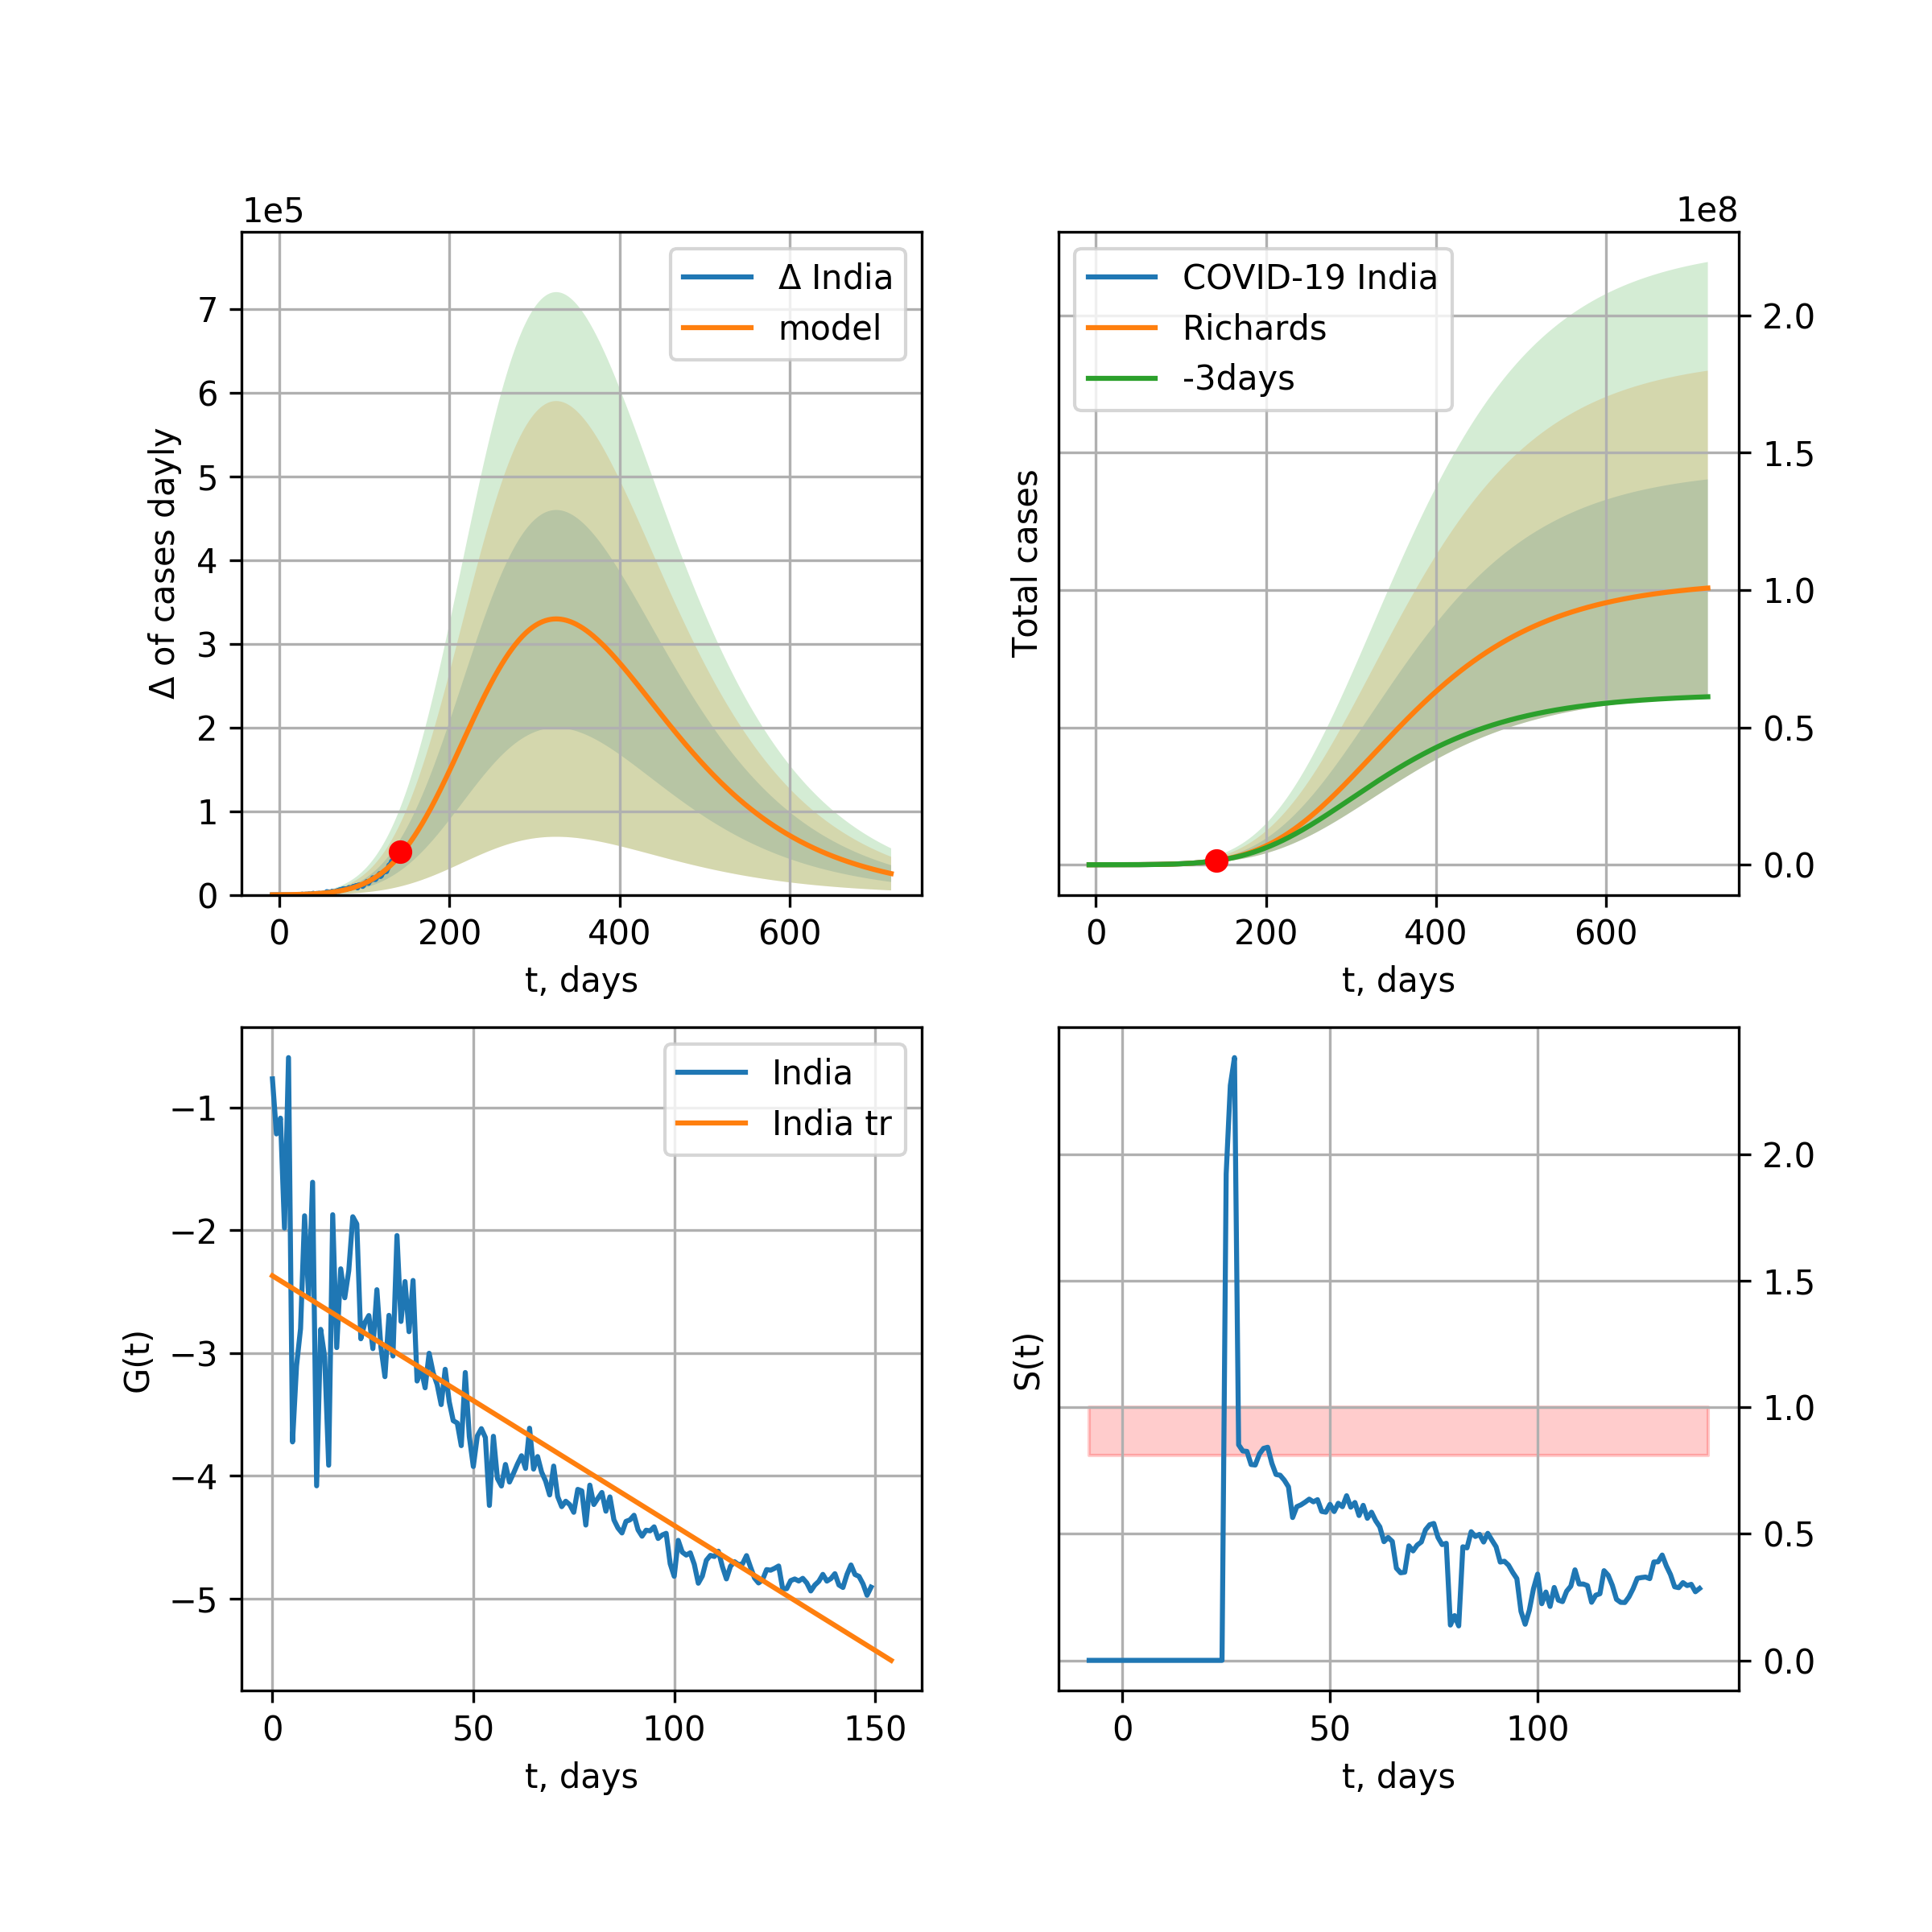 1e5
Δ of cases dayly
7
6
5
4
3
2
1
0
0 200 400 600
t, days
Δ India
model
1e8
Total cases
2.0
1.5
1.0
0.5
0.0
0 200 400 600
t, days
COVID-19 India
Richards
-3days
G(t)
−1
−2
−3
−4
−5
0 50 100 150
t, days
India
India tr
S(t)
2.0
1.5
1.0
0.5
0.0
0 50 100
t, days